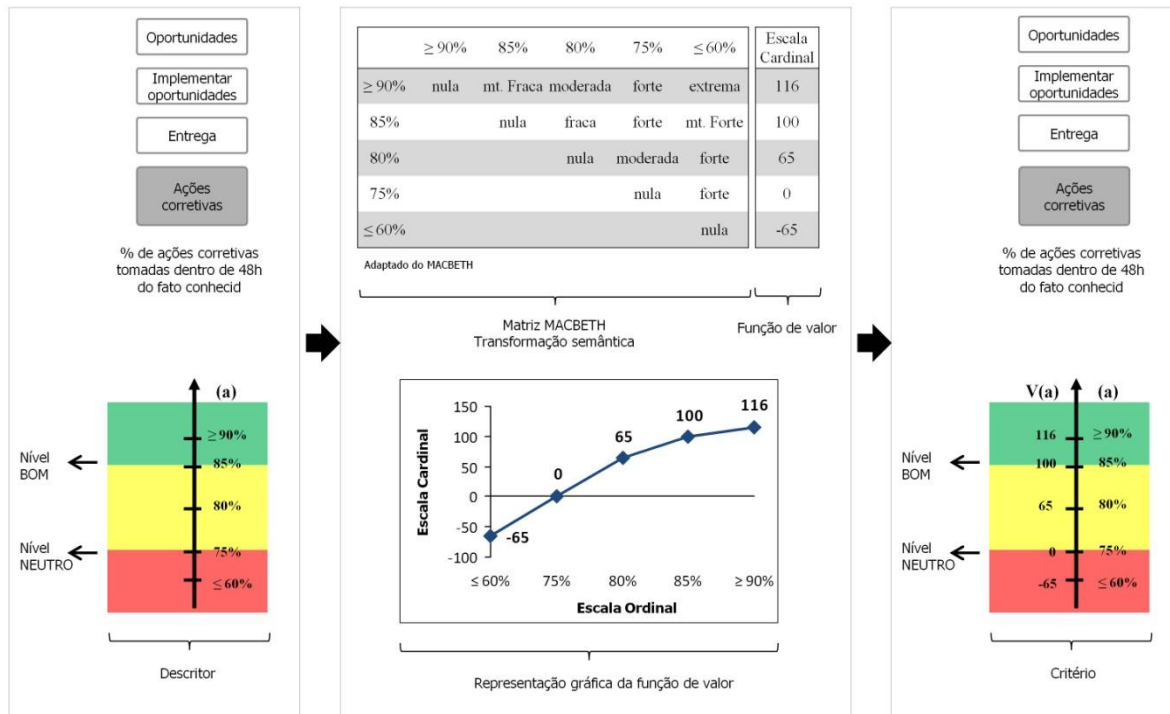 Oportunidades
Implementar
oportunidades
Entrega
Ações
corretivas
% de ações corretivas
tomadas dentro de 48h
do fato conhecid
(a)
≥ 90%
85%
80%
75%
≤ 60%
Nível
BOM
Nível
NEUTRO
Descritor
≥ 90% 85% 80% 75% ≤ 60% Escala
Cardinal
≥ 90% nula mt. Fraca moderada forte extrema 116
85% nula fraca forte mt. Forte 100
80% nula moderada forte 65
75% nula forte 0
≤ 60% nula -65
Adaptado do MACBETH
Matriz MACBETH
Transformação semântica
Função de valor
Escala Cardinal
150
100
50
0
-50
-100
-65
0
65
100
116
≤ 60% 75% 80% 85% ≥ 90%
Escala Ordinal
Representação gráfica da função de valor
Oportunidades
Implementar
oportunidades
Entrega
Ações
corretivas
% de ações corretivas
tomadas dentro de 48h
do fato conhecid
V(a) (a)
116 ≥ 90%
100 85%
65 80%
0 75%
-65 ≤ 60%
Nível
BOM
Nível
NEUTRO
Critério